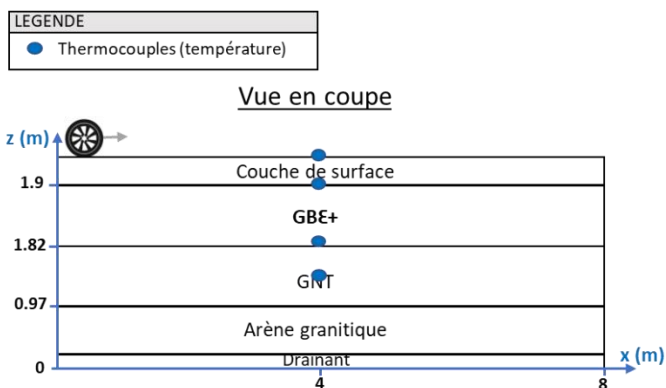 LEGENDE
Thermocouples (température)
Vue en coupe
z (m)
Couche de surface
1.9
GBƐ+
1.82
GNT
0.97
Arène granitique
Drainant
0
x (m)
4
8